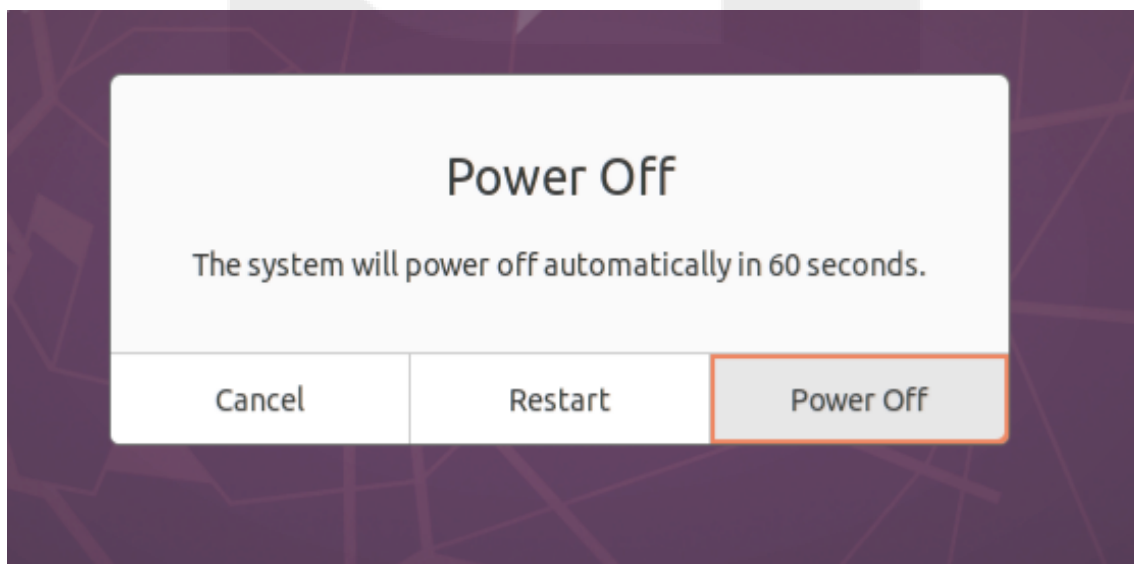 Power Off
The system will power off automatically in 60 seconds.
Cancel Restart Power Off